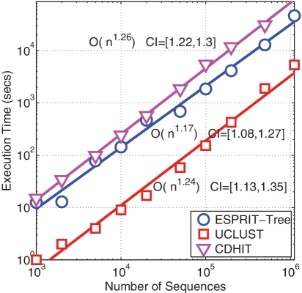 10^4
10^3
10^2
10^1
10^0
Execution Time (secs)
O( n^1.26) CI=[1.22,1.3]
O( n^1.17) CI=[1.08,1.27]
O( n^1.24) CI=[1.13,1.35]
ESPRIT-Tree
UCLUST
CDHIT
10^3 10^4 10^5 10^6
Number of Sequences